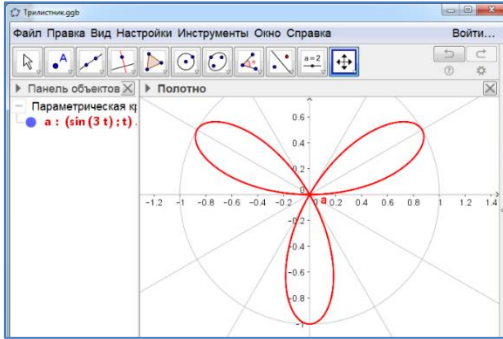 Трилистник.ggb
Файл Правка Вид Настройки Инструменты Окно Справка Войти...
A a=2
Панель объектов Полотно
Параметрическая кр
a : (sin (3 t) ; t)
0.6
0.4
0.2
0
-1.2 -1 -0.8 -0.6 -0.4 -0.2 a 0.2 0.4 0.6 0.8 1 1.2 1.4
-0.2
-0.4
-0.6
-0.8
-1